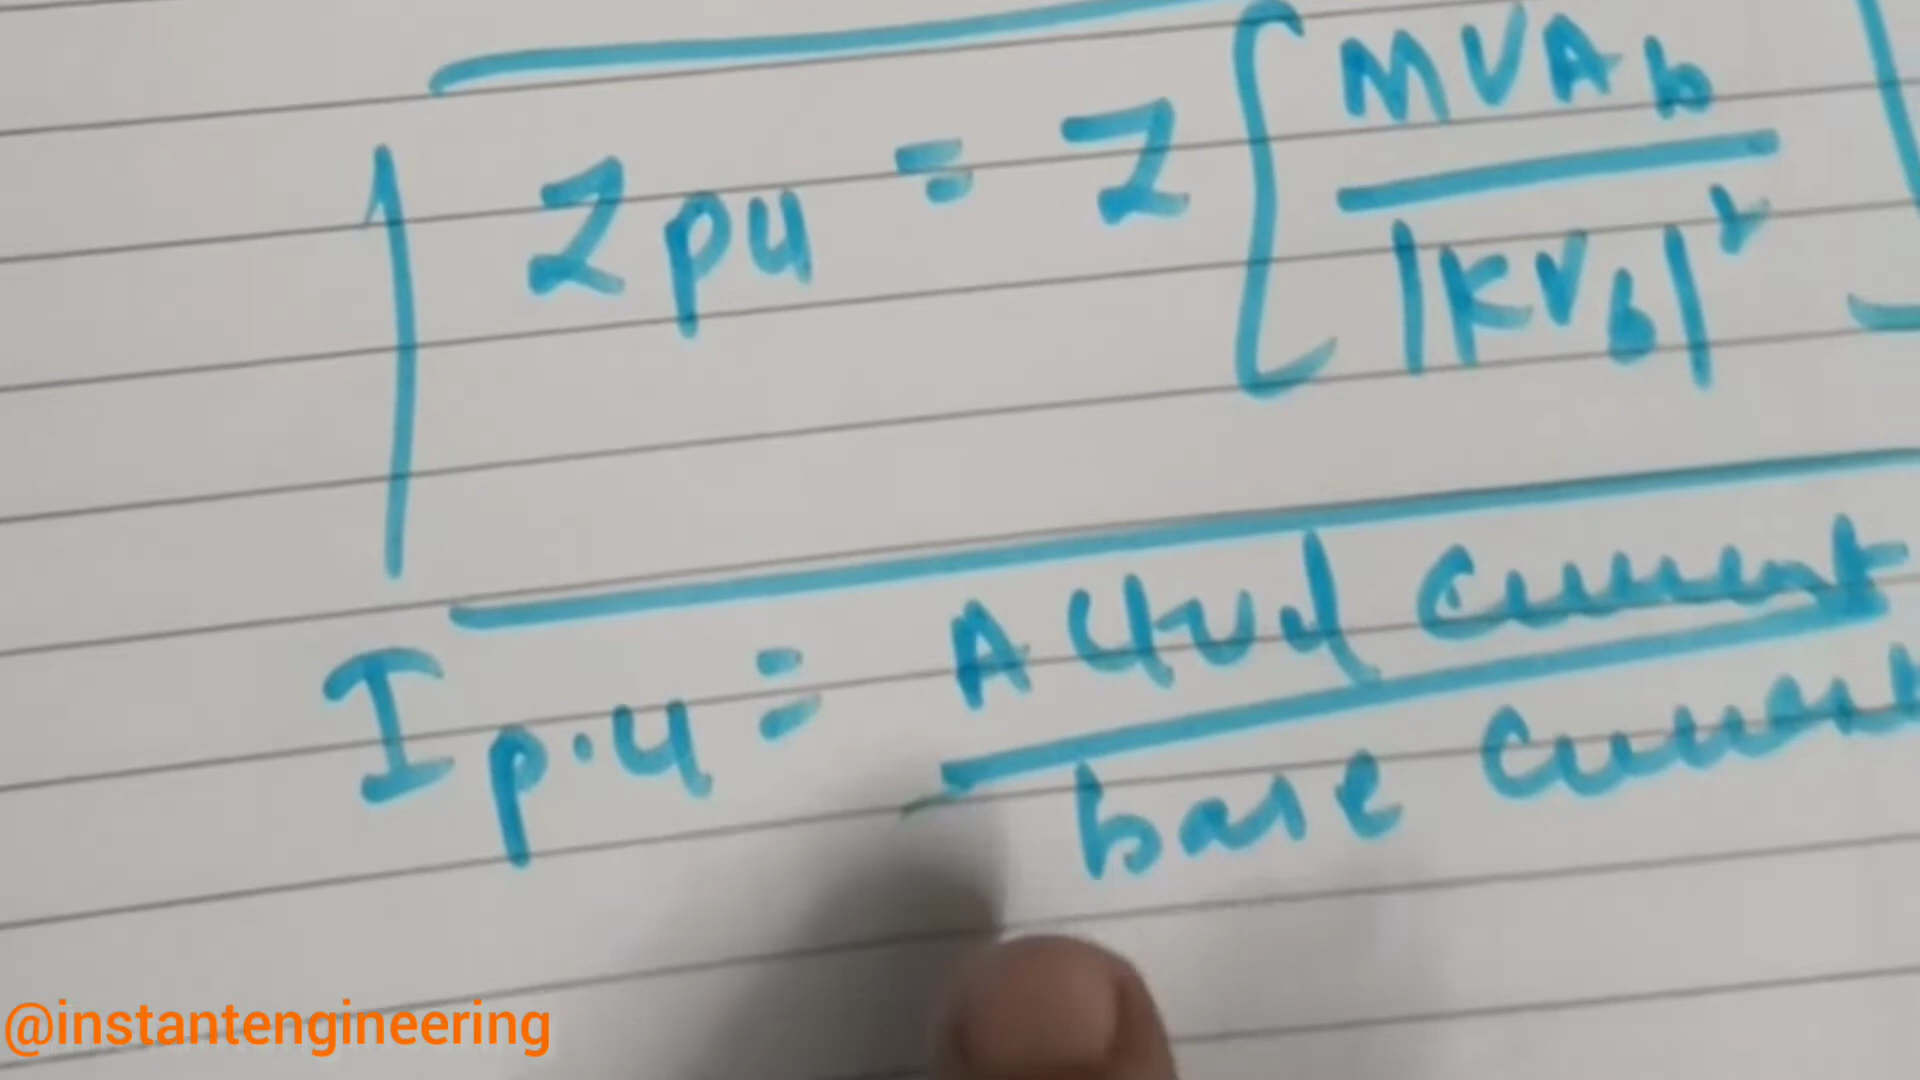 Zpu = Z [ MVAb / |KVb|² ]
Ip.u = Actual Current / base Current
@instantengineering